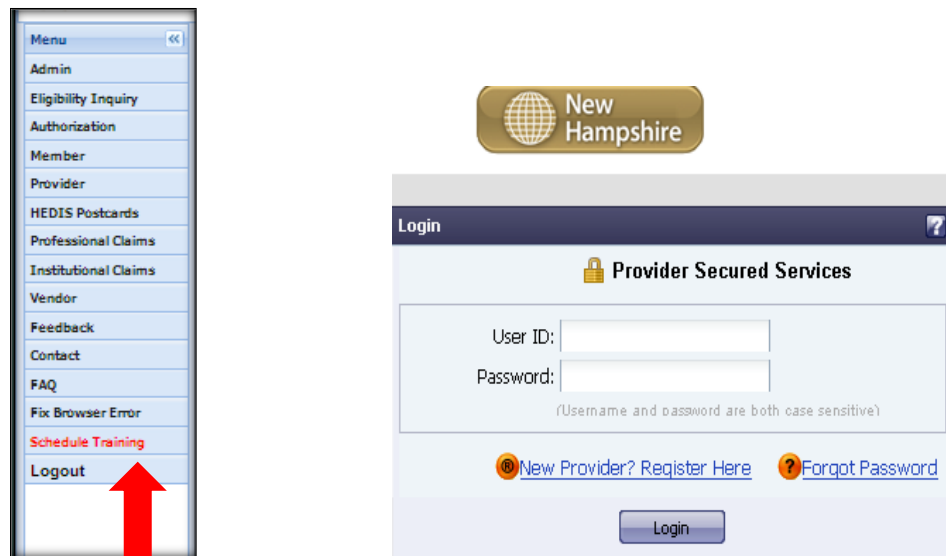 Menu
Admin
Eligibility Inquiry
Authorization
Member
Provider
HEDIS Postcards
Professional Claims
Institutional Claims
Vendor
Feedback
Contact
FAQ
Fix Browser Error
Schedule Training
Logout
New
Hampshire
Login ?
Provider Secured Services
User ID:
Password:
(Username and password are both case sensitive)
® New Provider? Register Here ? Forgot Password
Login